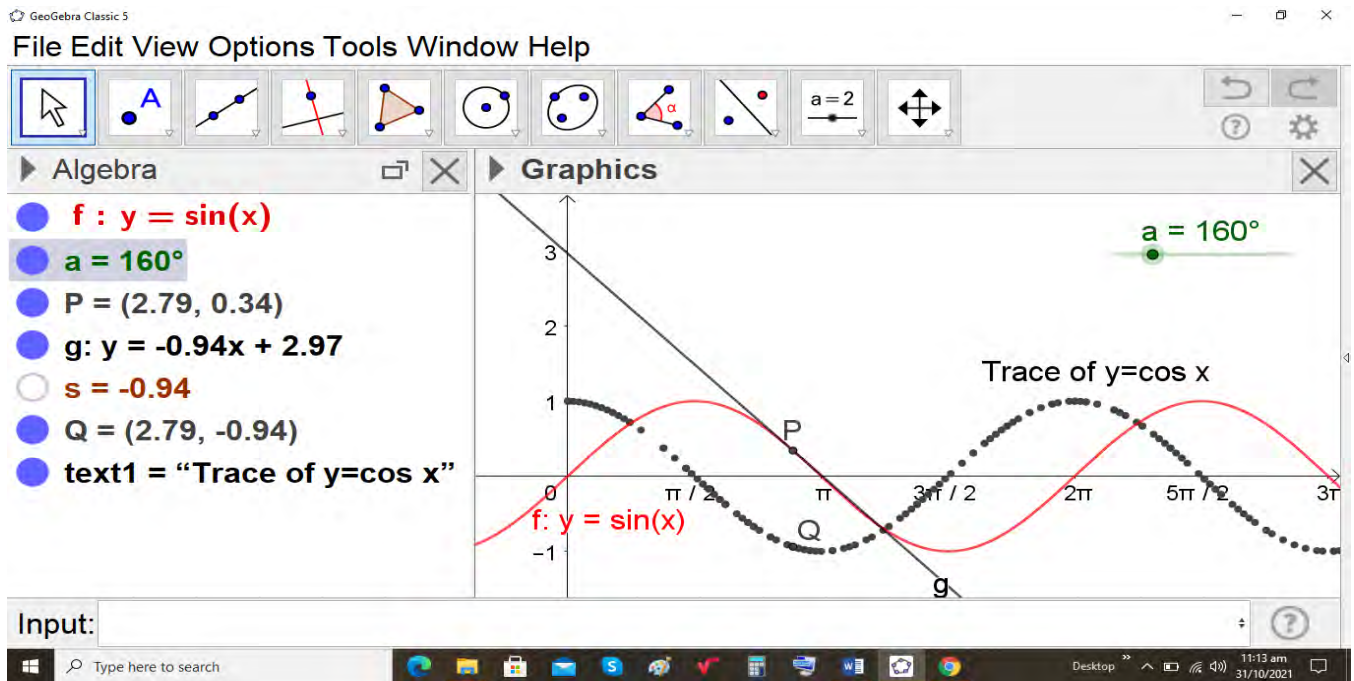 GeoGebra Classic 5
File Edit View Options Tools Window Help
A
α
a = 2
Algebra
Graphics
f : y = sin(x)
a = 160°
P = (2.79, 0.34)
g: y = -0.94x + 2.97
s = -0.94
Q = (2.79, -0.94)
text1 = “Trace of y=cos x”
a = 160°
3
2
Trace of y=cos x
1
P
0
π / 2
π
3π / 2
2π
5π / 2
3π
f: y = sin(x)
Q
−1
g
Input:
Type here to search
Desktop
11:13 am
31/10/2021